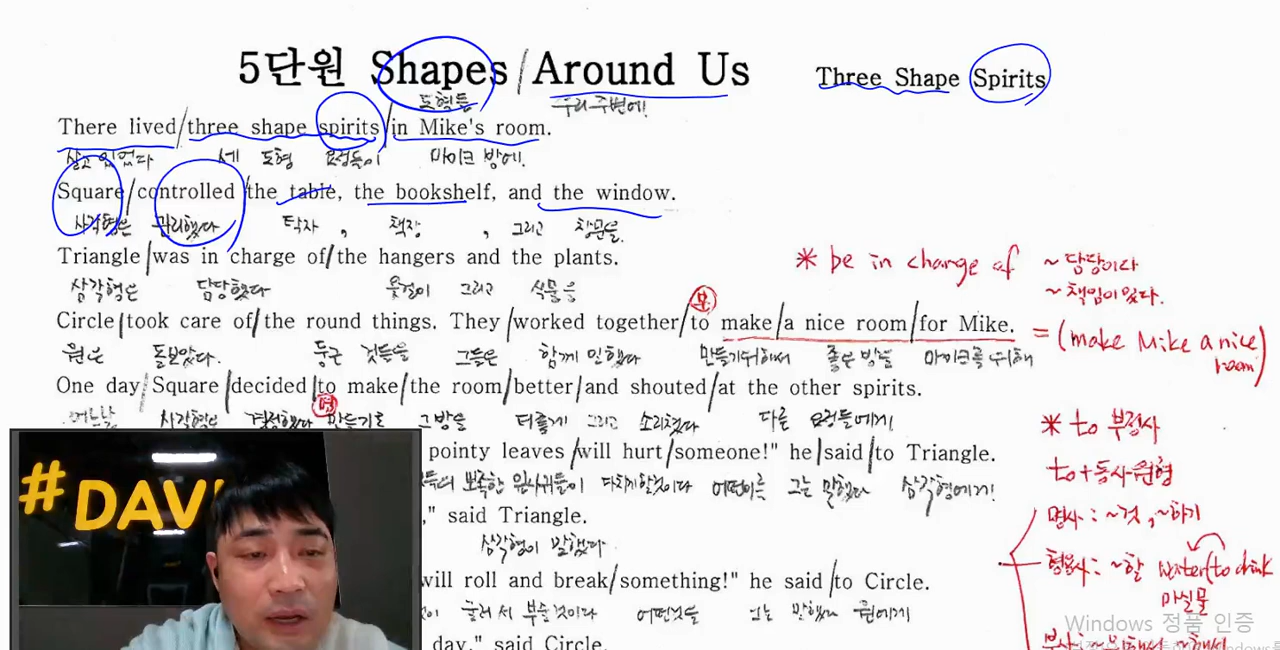 5단원 Shapes/Around Us
Three Shape Spirits
도형들 우리 주변에!
There lived/three shape spirits/in Mike's room.
살고 있었다 세 도형 요정들이 마이크 방에.
Square/controlled/the table, the bookshelf, and the window.
사각형은 관리했다 탁자, 책장, 그리고 창문을.
Triangle/was in charge of/the hangers and the plants.
삼각형은 담당했다 옷걸이 그리고 식물을
Circle/took care of/the round things. They/worked together/to make/a nice room/for Mike.
원은 돌보았다. 둥근 것들을 그들은 함께 일했다 만들기위해서 좋은 방을 마이크를 위해
One day/Square/decided/to make/the room/better/and shouted/at the other spirits.
어느날 사각형은 결정했다 만들기로 그방을 더좋게 그리고 소리쳤다 다른 요정들에게
pointy leaves/will hurt/someone!" he/said/to Triangle.
뾰족한 잎사귀들이 다치게할것이다 어떤이를 그는 말했다 삼각형에게!
," said Triangle.
삼각형이 말했다.
will roll and break/something!" he said/to Circle.
굴러서 부술것이다 어떤것들 그는 말했다 원에게
day," said Circle.
* be in charge of ~담당이다
~책임이있다.
= (make Mike a nice room)
* to 부정사
to+동사원형
명사: ~것, ~하기
형용사: ~할 water(to drink
마실물
Windows 정품 인증
#DAVI